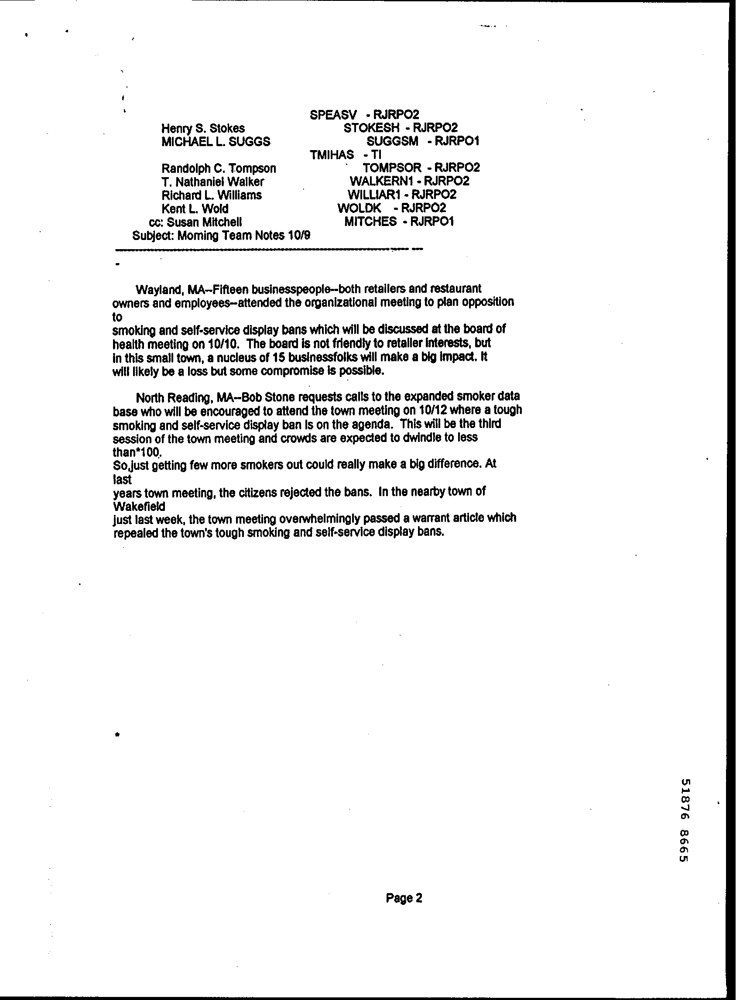 SPEASV - RJRPO2
Henry S. Stokes STOKESH - RJRPO2
MICHAEL L. SUGGS SUGGSM - RJRPO1
TMIHAS - TI
Randolph C. Tompson TOMPSOR - RJRPO2
T. Nathaniel Walker WALKERN1 - RJRPO2
Richard L. Williams WILLIAR1 - RJRPO2
Kent L. Wold WOLDK - RJRPO2
cc: Susan Mitchell MITCHES - RJRPO1
Subject: Morning Team Notes 10/9
Wayland, MA--Fifteen businesspeople--both retailers and restaurant
owners and employees--attended the organizational meeting to plan opposition
to
smoking and self-service display bans which will be discussed at the board of
health meeting on 10/10. The board is not friendly to retailer interests, but
in this small town, a nucleus of 15 businessfolks will make a big impact. It
will likely be a loss but some compromise is possible.
North Reading, MA--Bob Stone requests calls to the expanded smoker data
base who will be encouraged to attend the town meeting on 10/12 where a tough
smoking and self-service display ban is on the agenda. This will be the third
session of the town meeting and crowds are expected to dwindle to less
than*100.
So,just getting few more smokers out could really make a big difference. At
last
years town meeting, the citizens rejected the bans. In the nearby town of
Wakefield
just last week, the town meeting overwhelmingly passed a warrant article which
repealed the town's tough smoking and self-service display bans.
51876 8665
Page 2